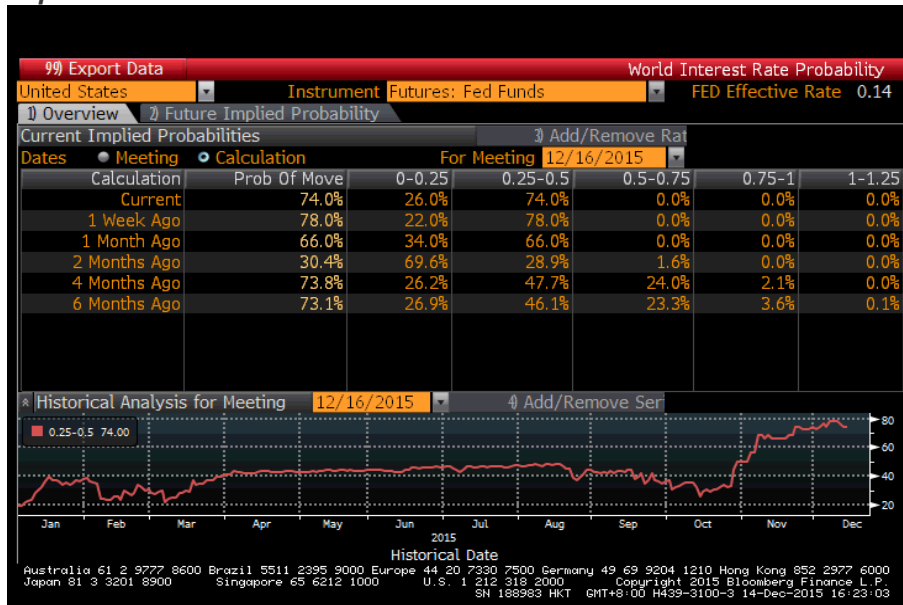 99) Export Data World Interest Rate Probability
United States Instrument Futures: Fed Funds FED Effective Rate 0.14
1) Overview 2) Future Implied Probability
Current Implied Probabilities 3) Add/Remove Rat
Dates Meeting Calculation For Meeting 12/16/2015
Calculation Prob Of Move 0-0.25 0.25-0.5 0.5-0.75 0.75-1 1-1.25
Current 74.0% 26.0% 74.0% 0.0% 0.0% 0.0%
1 Week Ago 78.0% 22.0% 78.0% 0.0% 0.0% 0.0%
1 Month Ago 66.0% 34.0% 66.0% 0.0% 0.0% 0.0%
2 Months Ago 30.4% 69.6% 28.9% 1.6% 0.0% 0.0%
4 Months Ago 73.8% 26.2% 47.7% 24.0% 2.1% 0.0%
6 Months Ago 73.1% 26.9% 46.1% 23.3% 3.6% 0.1%
Historical Analysis for Meeting 12/16/2015 4) Add/Remove Ser
0.25-0.5 74.00
80
60
40
20
Jan Feb Mar Apr May Jun Jul Aug Sep Oct Nov Dec
2015
Historical Date
Australia 61 2 9777 8600 Brazil 5511 2395 9000 Europe 44 20 7330 7500 Germany 49 69 9204 1210 Hong Kong 852 2977 6000
Japan 81 3 3201 8900 Singapore 65 6212 1000 U.S. 1 212 318 2000 Copyright 2015 Bloomberg Finance L.P.
SN 188983 HKT GMT+8:00 H439-3100-3 14-Dec-2015 16:23:03